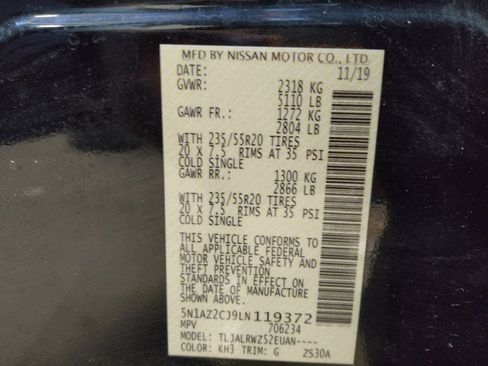 MFD BY NISSAN MOTOR CO., LTD.
DATE: 11/19
GVWR: 2318 KG
5110 LB
GAWR FR.: 1272 KG
2804 LB
WITH 235/55R20 TIRES
20 X 7.5 RIMS AT 35 PSI
COLD SINGLE
GAWR RR.: 1300 KG
2866 LB
WITH 235/55R20 TIRES
20 X 7.5 RIMS AT 35 PSI
COLD SINGLE
THIS VEHICLE CONFORMS TO
ALL APPLICABLE FEDERAL
MOTOR VEHICLE SAFETY AND
THEFT PREVENTION
STANDARDS IN EFFECT ON
THE DATE OF MANUFACTURE
SHOWN ABOVE.
5N1AZ2CJ9LN119372
MPV 706234
MODEL: TLJALRWZ52EUAN----
COLOR: KH3 TRIM: G ZS30A